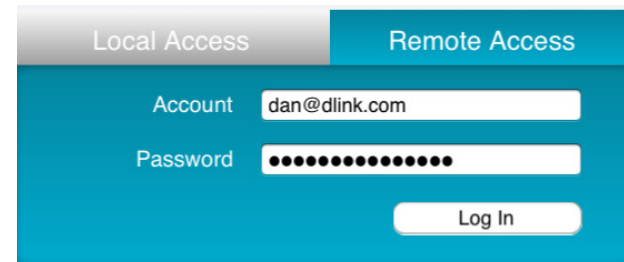 Local Access Remote Access
Account dan@dlink.com
Password ●●●●●●●●●●●●●●●
Log In